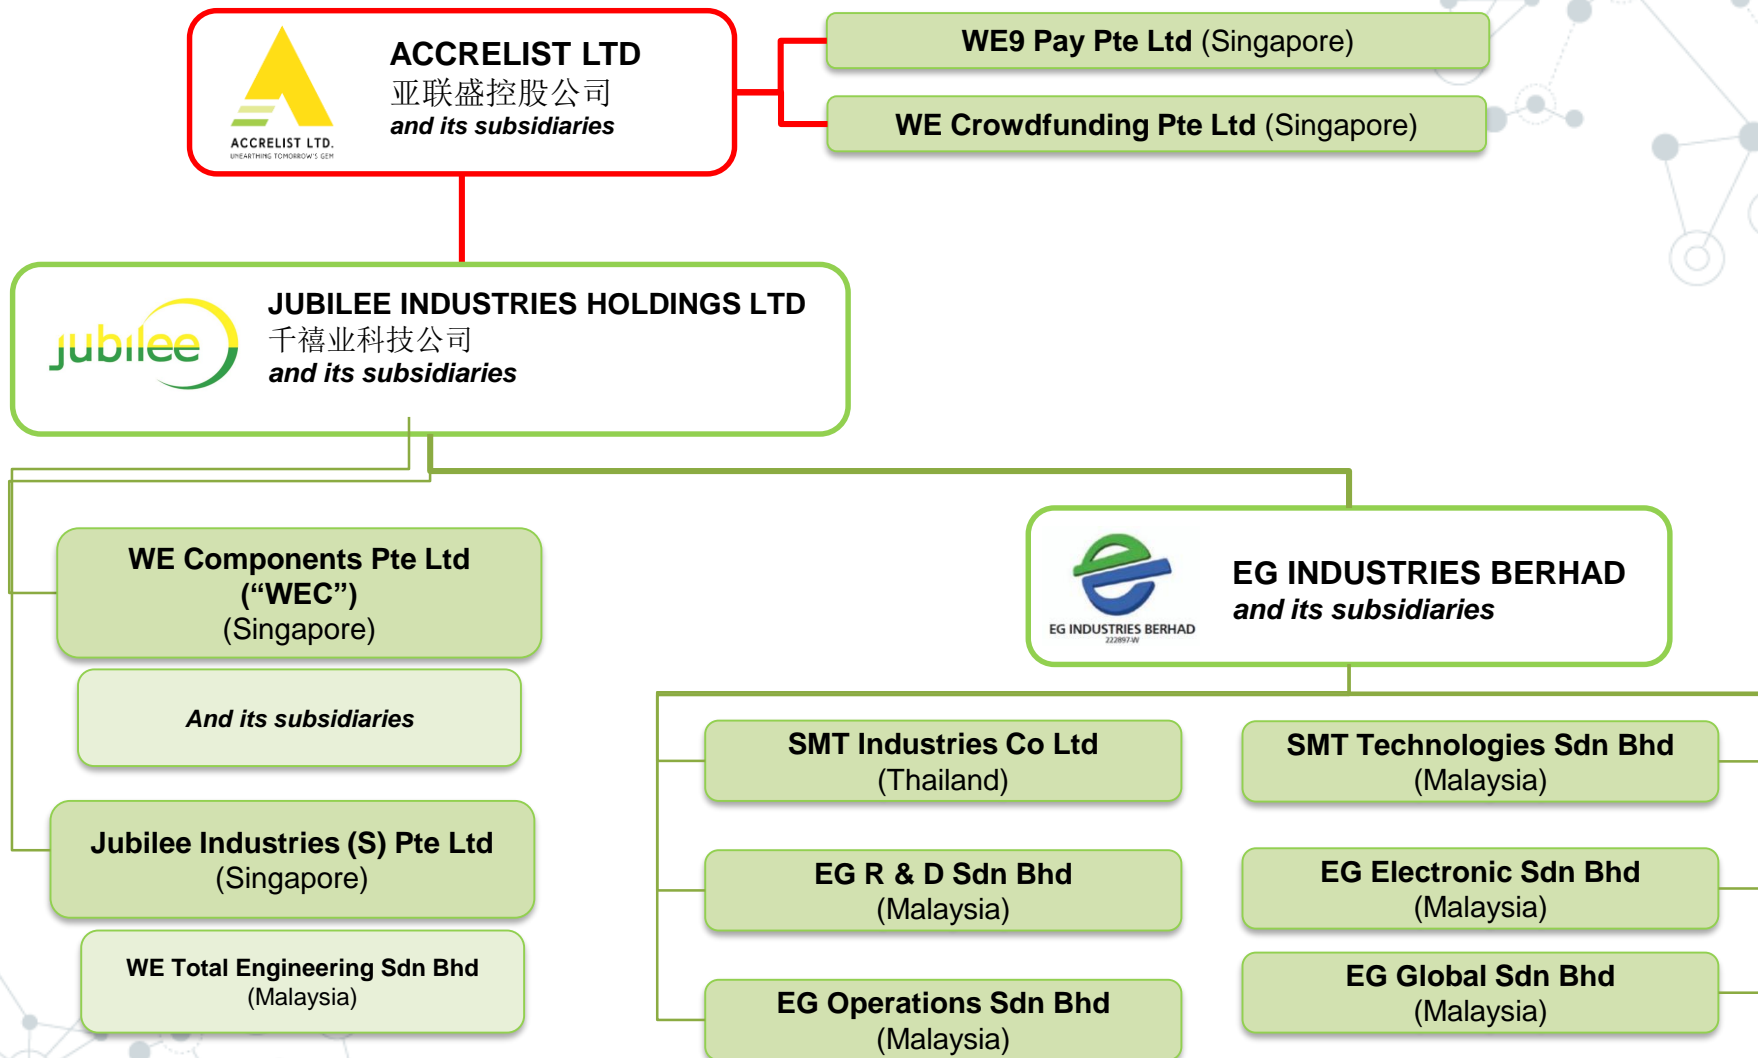 ACCRELIST LTD
亚联盛控股公司
and its subsidiaries
ACCRELIST LTD.
UNEARTHING TOMORROW'S GEM
WE9 Pay Pte Ltd (Singapore)
WE Crowdfunding Pte Ltd (Singapore)
jubilee
JUBILEE INDUSTRIES HOLDINGS LTD
千禧业科技公司
and its subsidiaries
WE Components Pte Ltd
(“WEC”)
(Singapore)
And its subsidiaries
Jubilee Industries (S) Pte Ltd
(Singapore)
WE Total Engineering Sdn Bhd
(Malaysia)
EG INDUSTRIES BERHAD
222897-W
EG INDUSTRIES BERHAD
and its subsidiaries
SMT Industries Co Ltd
(Thailand)
SMT Technologies Sdn Bhd
(Malaysia)
EG R & D Sdn Bhd
(Malaysia)
EG Electronic Sdn Bhd
(Malaysia)
EG Operations Sdn Bhd
(Malaysia)
EG Global Sdn Bhd
(Malaysia)